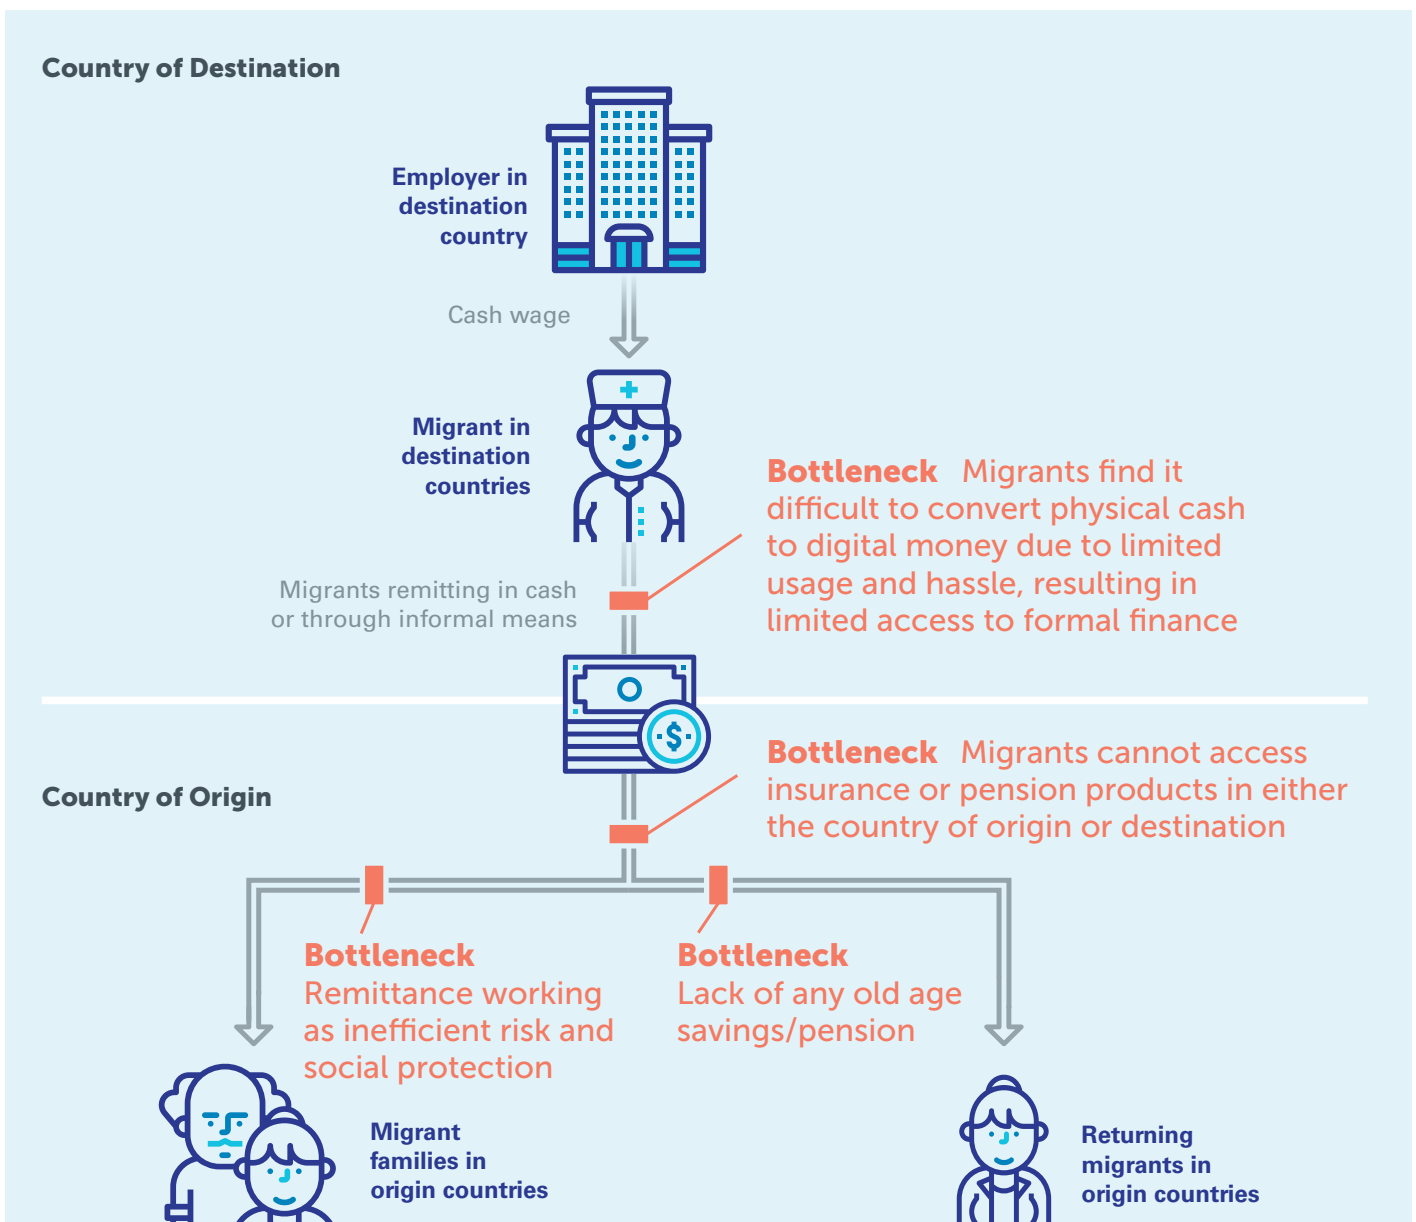 Country of Destination
Employer in
destination
country
Cash wage
Migrant in
destination
countries
Bottleneck Migrants find it
difficult to convert physical cash
to digital money due to limited
usage and hassle, resulting in
limited access to formal finance
Migrants remitting in cash
or through informal means
$
Bottleneck Migrants cannot access
insurance or pension products in either
the country of origin or destination
Country of Origin
Bottleneck
Remittance working
as inefficient risk and
social protection
Bottleneck
Lack of any old age
savings/pension
Migrant
families in
origin countries
Returning
migrants in
origin countries